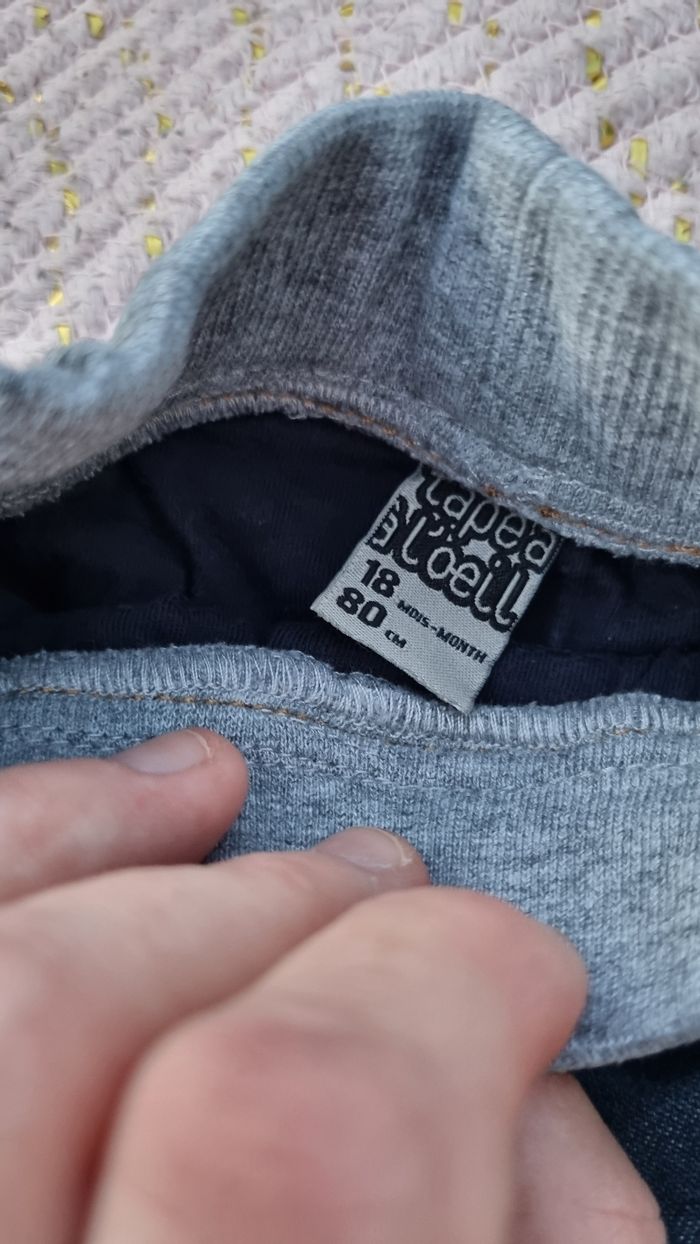 tape à
l'oeil
18 MOIS-MONTH
80 CM